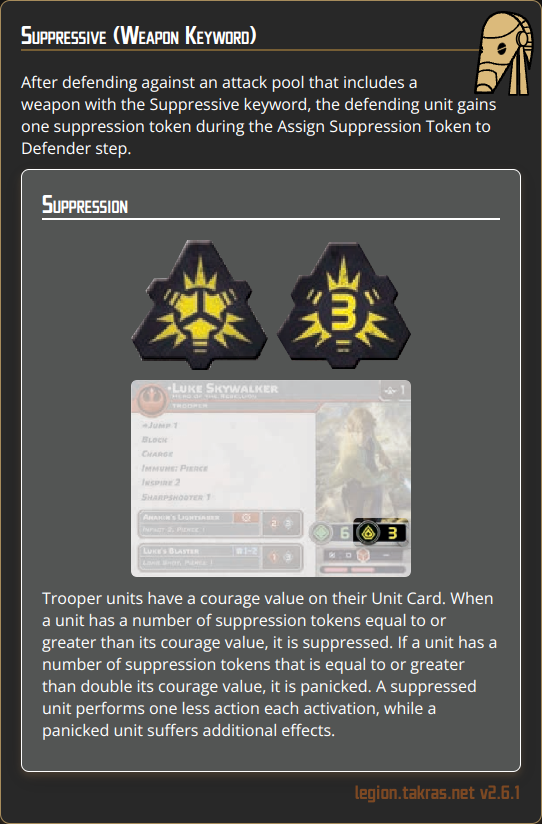 Suppressive (Weapon Keyword)
After defending against an attack pool that includes a
weapon with the Suppressive keyword, the defending unit gains
one suppression token during the Assign Suppression Token to
Defender step.
Suppression
3
•Luke Skywalker
Hero of the Rebellion
Trooper
1
Jump 1
Block
Charge
Immune: Pierce
Inspire 2
Sharpshooter 1
Anakin's Lightsaber
Impact 2, Pierce 2
Luke's Blaster
1-2
Long Shot, Pierce 1
6
3
Trooper units have a courage value on their Unit Card. When
a unit has a number of suppression tokens equal to or
greater than its courage value, it is suppressed. If a unit has a
number of suppression tokens that is equal to or greater
than double its courage value, it is panicked. A suppressed
unit performs one less action each activation, while a
panicked unit suffers additional effects.
legion.takras.net v2.6.1